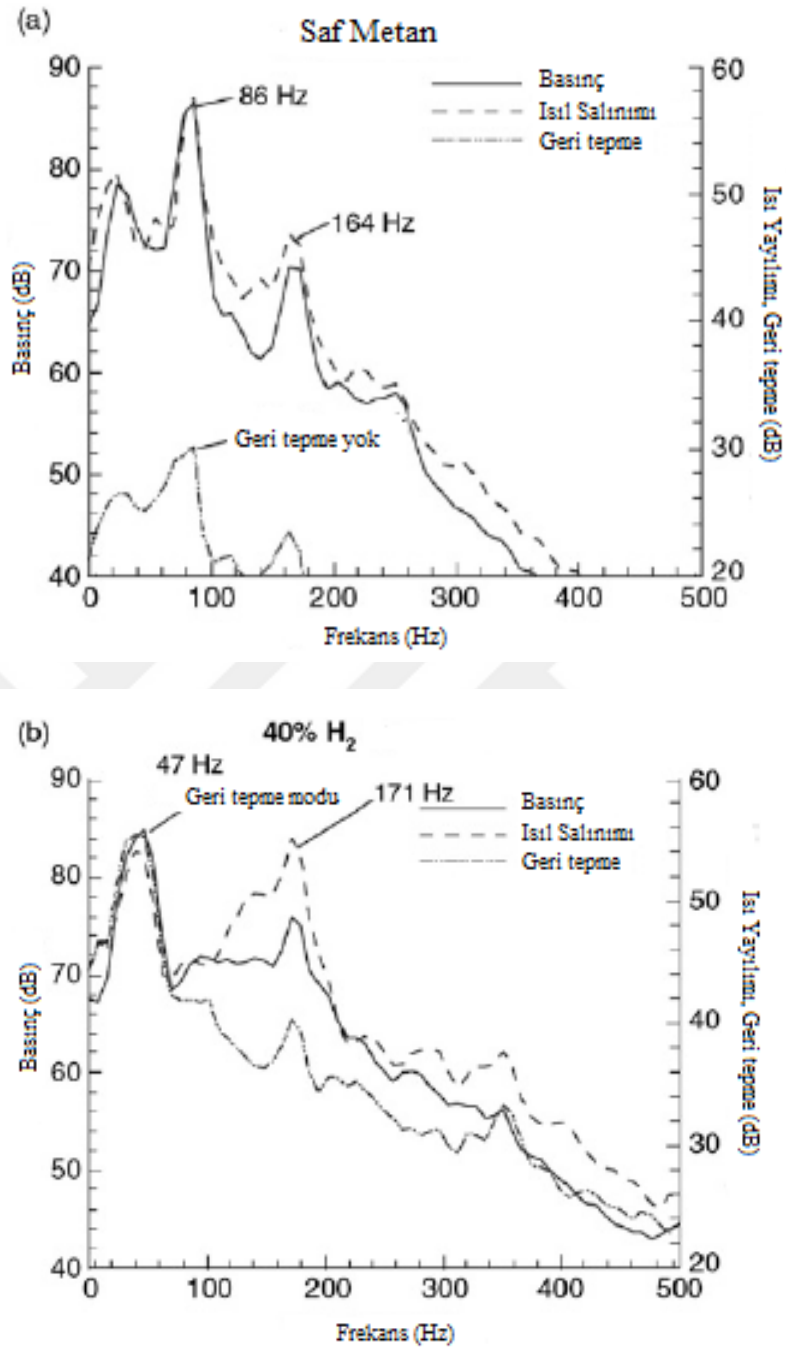 (a)
Saf Metan
90
80
70
60
50
40
60
50
40
30
20
0
100
200
300
400
500
Basınç (dB)
Isı Yayılımı, Geri tepme (dB)
Frekans (Hz)
86 Hz
164 Hz
Geri tepme yok
Basınç
Isıl Salınımı
Geri tepme
(b)
40% H₂
90
80
70
60
50
40
60
50
40
30
20
0
100
200
300
400
500
Basınç (dB)
Isı Yayılımı, Geri tepme (dB)
Frekans (Hz)
47 Hz
Geri tepme modu
171 Hz
Basınç
Isıl Salınımı
Geri tepme